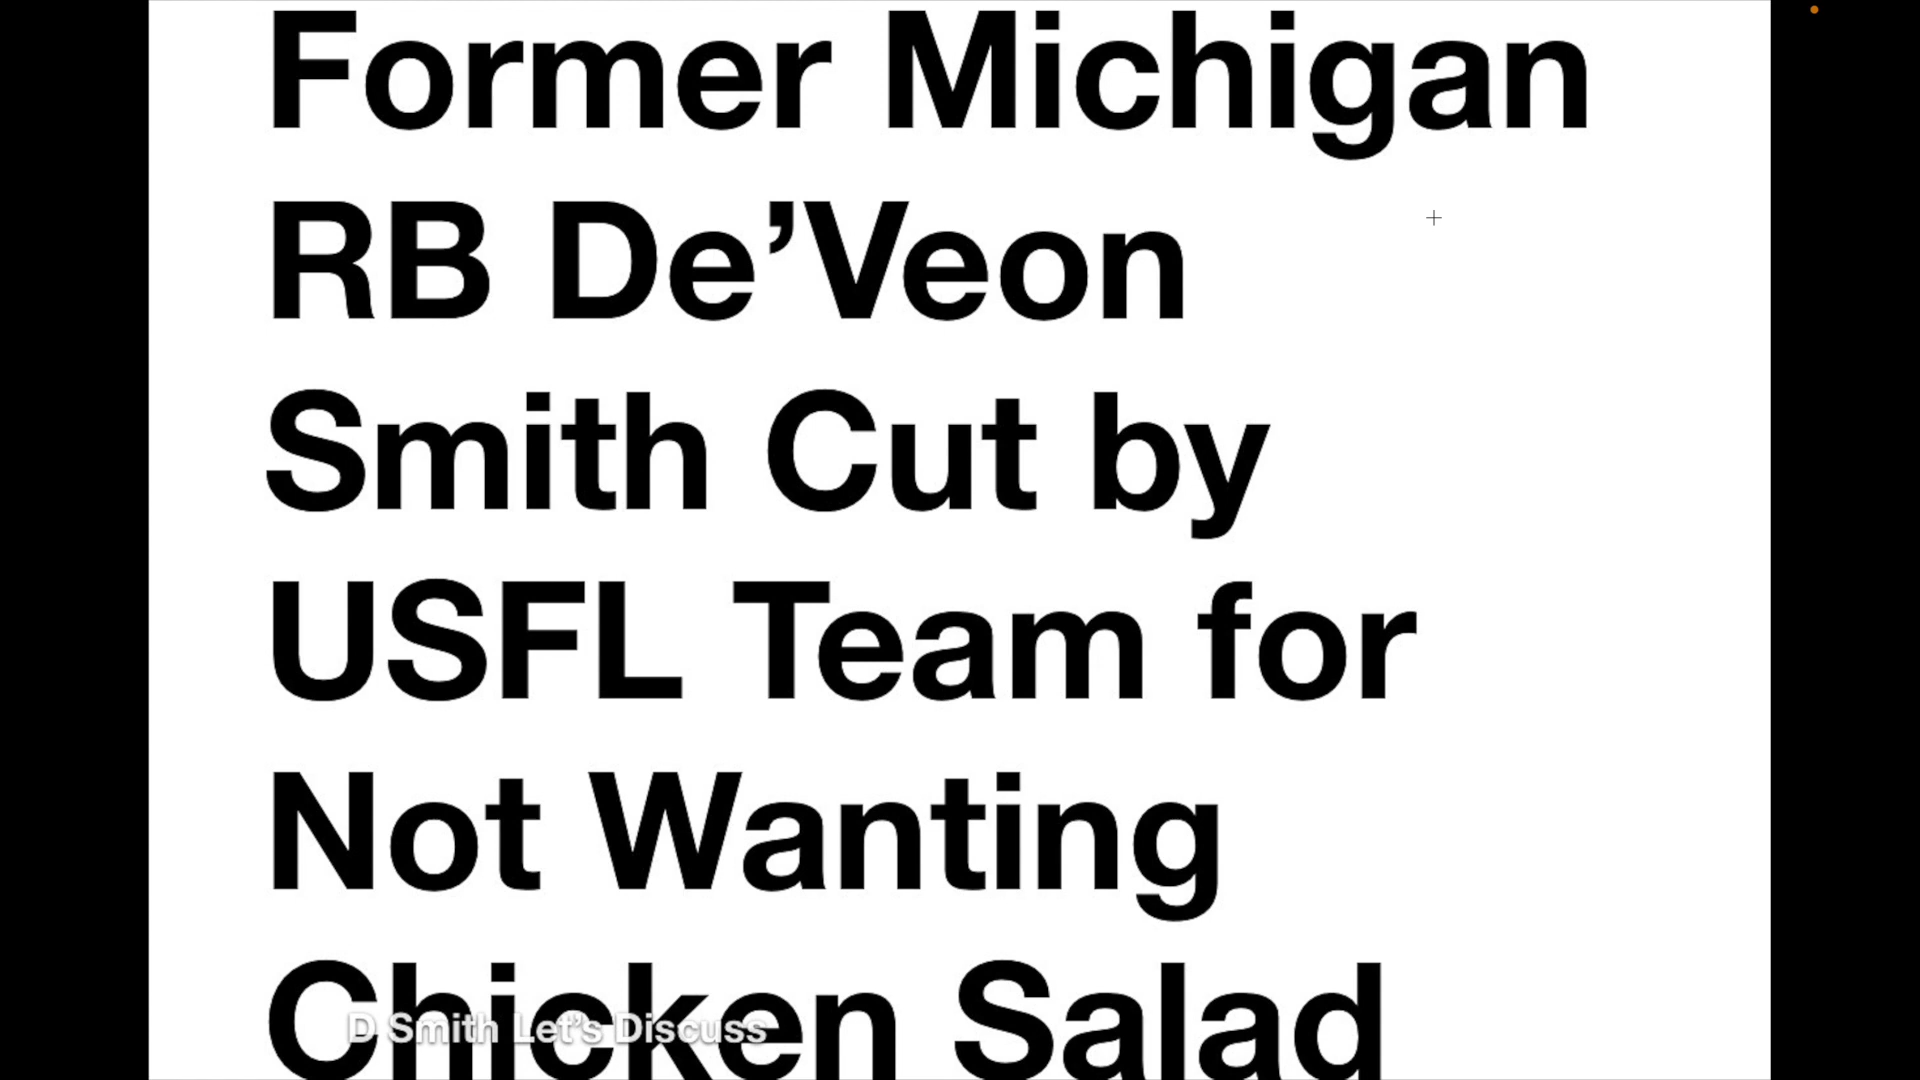 Former Michigan
RB De’Veon
Smith Cut by
USFL Team for
Not Wanting
Chicken Salad
D Smith Let’s Discuss